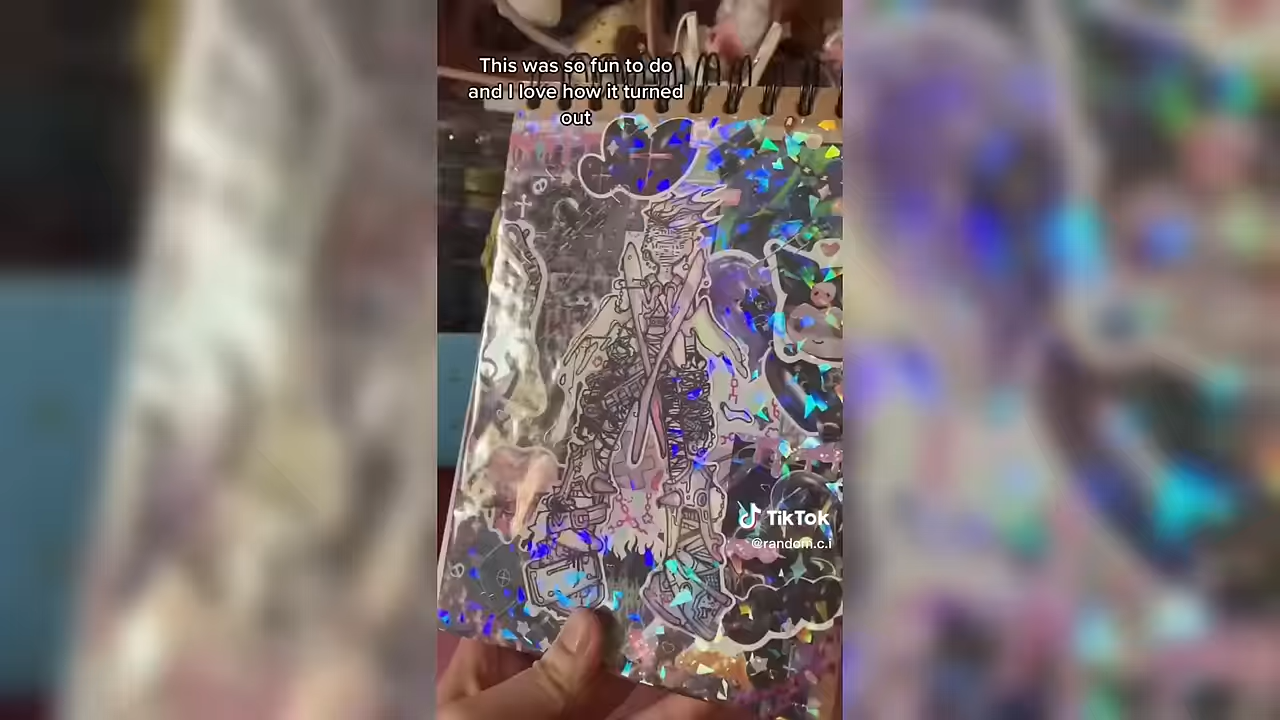 This was so fun to do
and I love how it turned
out
TikTok
@random.c.i